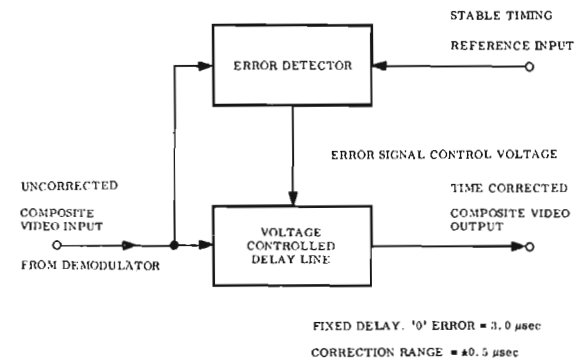 STABLE TIMING
REFERENCE INPUT
ERROR DETECTOR
ERROR SIGNAL CONTROL VOLTAGE
UNCORRECTED
COMPOSITE
VIDEO INPUT
FROM DEMODULATOR
VOLTAGE
CONTROLLED
DELAY LINE
TIME CORRECTED
COMPOSITE VIDEO
OUTPUT
FIXED DELAY, '0' ERROR = 3.0 µsec
CORRECTION RANGE = ±0.5 µsec